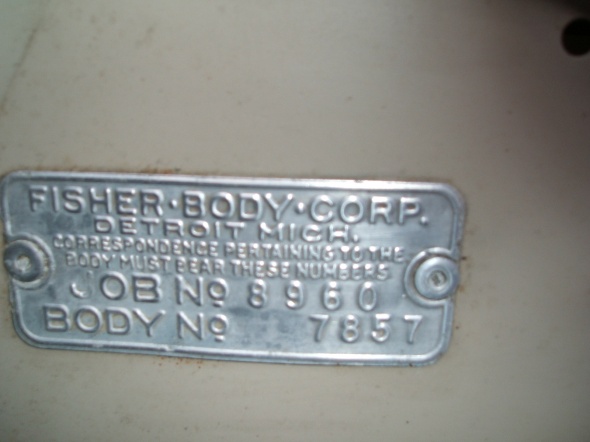 FISHER·BODY·CORP.
DETROIT MICH.
CORRESPONDENCE PERTAINING TO THE
BODY MUST BEAR THESE NUMBERS
JOB No 8960
BODY No 7857